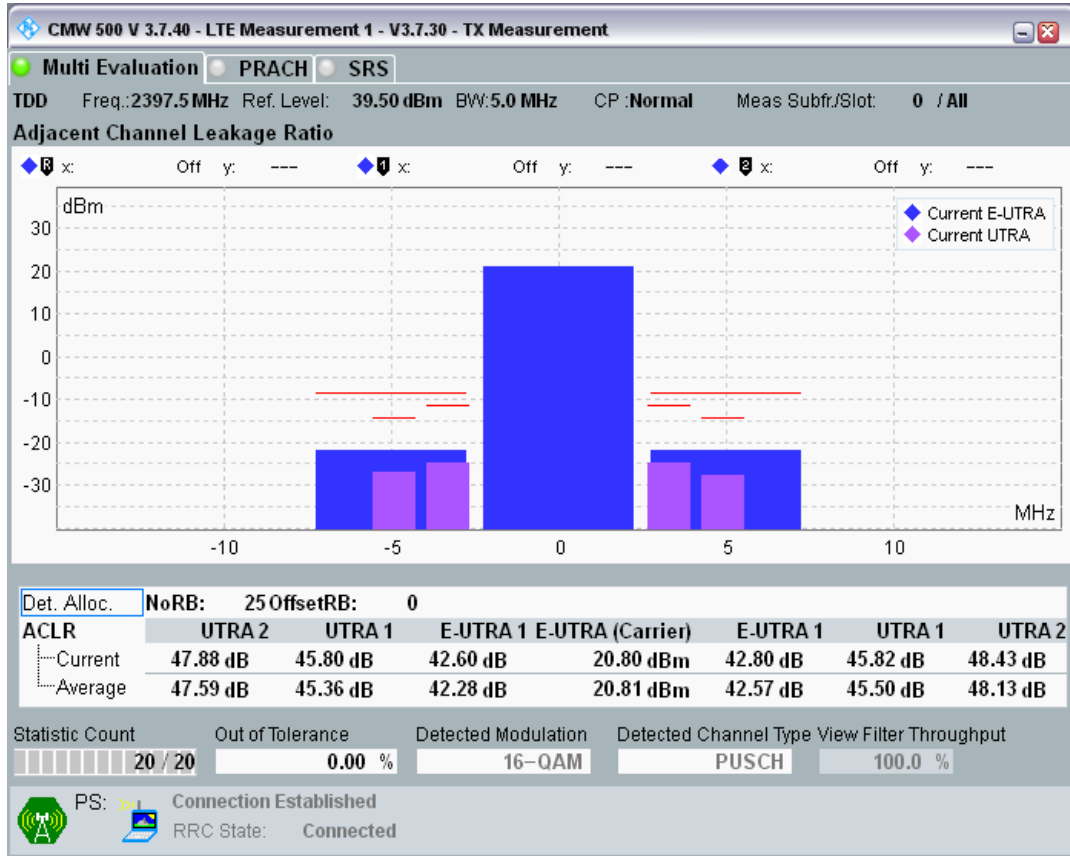 CMW 500 V 3.7.40 - LTE Measurement 1 - V3.7.30 - TX Measurement
Multi Evaluation PRACH SRS
TDD Freq.:2397.5 MHz Ref. Level: 39.50 dBm BW:5.0 MHz CP :Normal Meas Subfr./Slot: 0 / All
Adjacent Channel Leakage Ratio
R x: Off y: --- 1 x: Off y: --- 2 x: Off y: ---
dBm
Current E-UTRA
Current UTRA
30
20
10
0
-10
-20
-30
MHz
-10 -5 0 5 10
Det. Alloc. NoRB: 25 OffsetRB: 0
ACLR UTRA 2 UTRA 1 E-UTRA 1 E-UTRA (Carrier) E-UTRA 1 UTRA 1 UTRA 2
Current 47.88 dB 45.80 dB 42.60 dB 20.80 dBm 42.80 dB 45.82 dB 48.43 dB
Average 47.59 dB 45.36 dB 42.28 dB 20.81 dBm 42.57 dB 45.50 dB 48.13 dB
Statistic Count Out of Tolerance Detected Modulation Detected Channel Type View Filter Throughput
20 / 20 0.00 % 16-QAM PUSCH 100.0 %
PS: Connection Established
RRC State: Connected